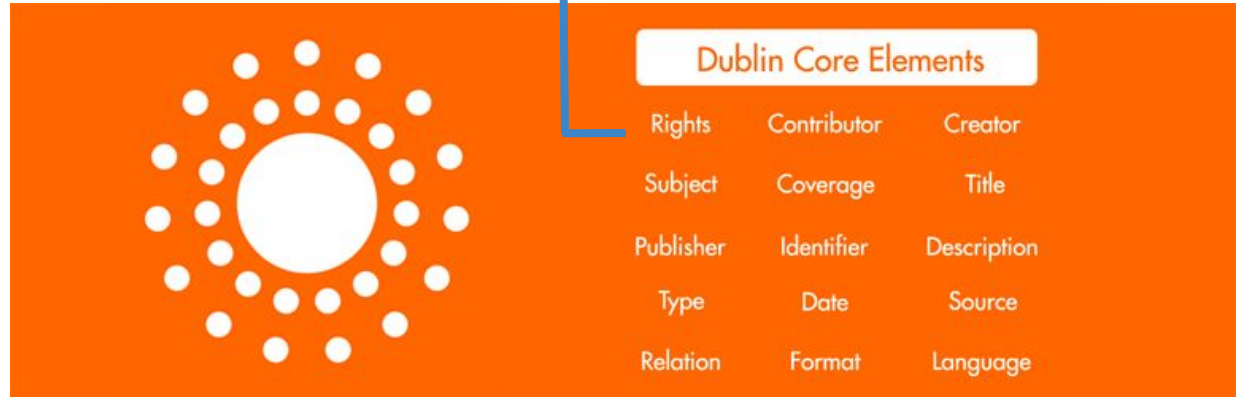 Dublin Core Elements
Rights Contributor Creator
Subject Coverage Title
Publisher Identifier Description
Type Date Source
Relation Format Language